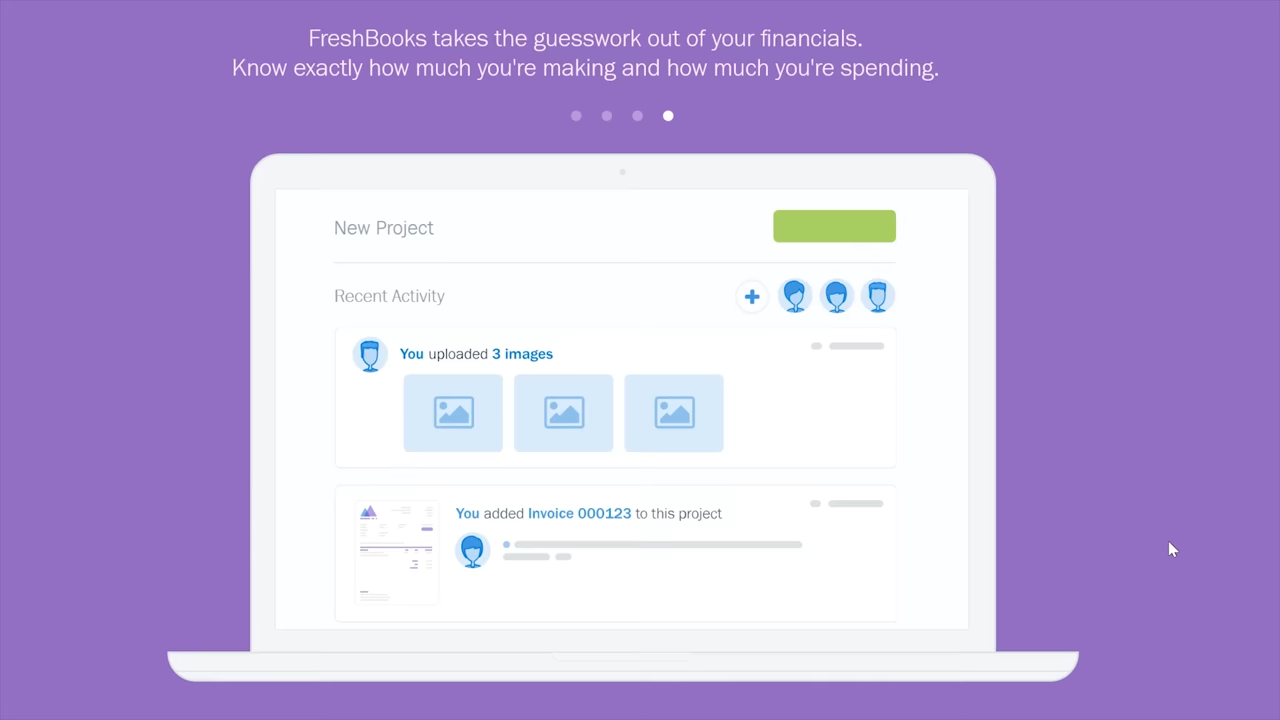 FreshBooks takes the guesswork out of your financials.
Know exactly how much you're making and how much you're spending.
New Project
Recent Activity
You uploaded 3 images
You added Invoice 000123 to this project